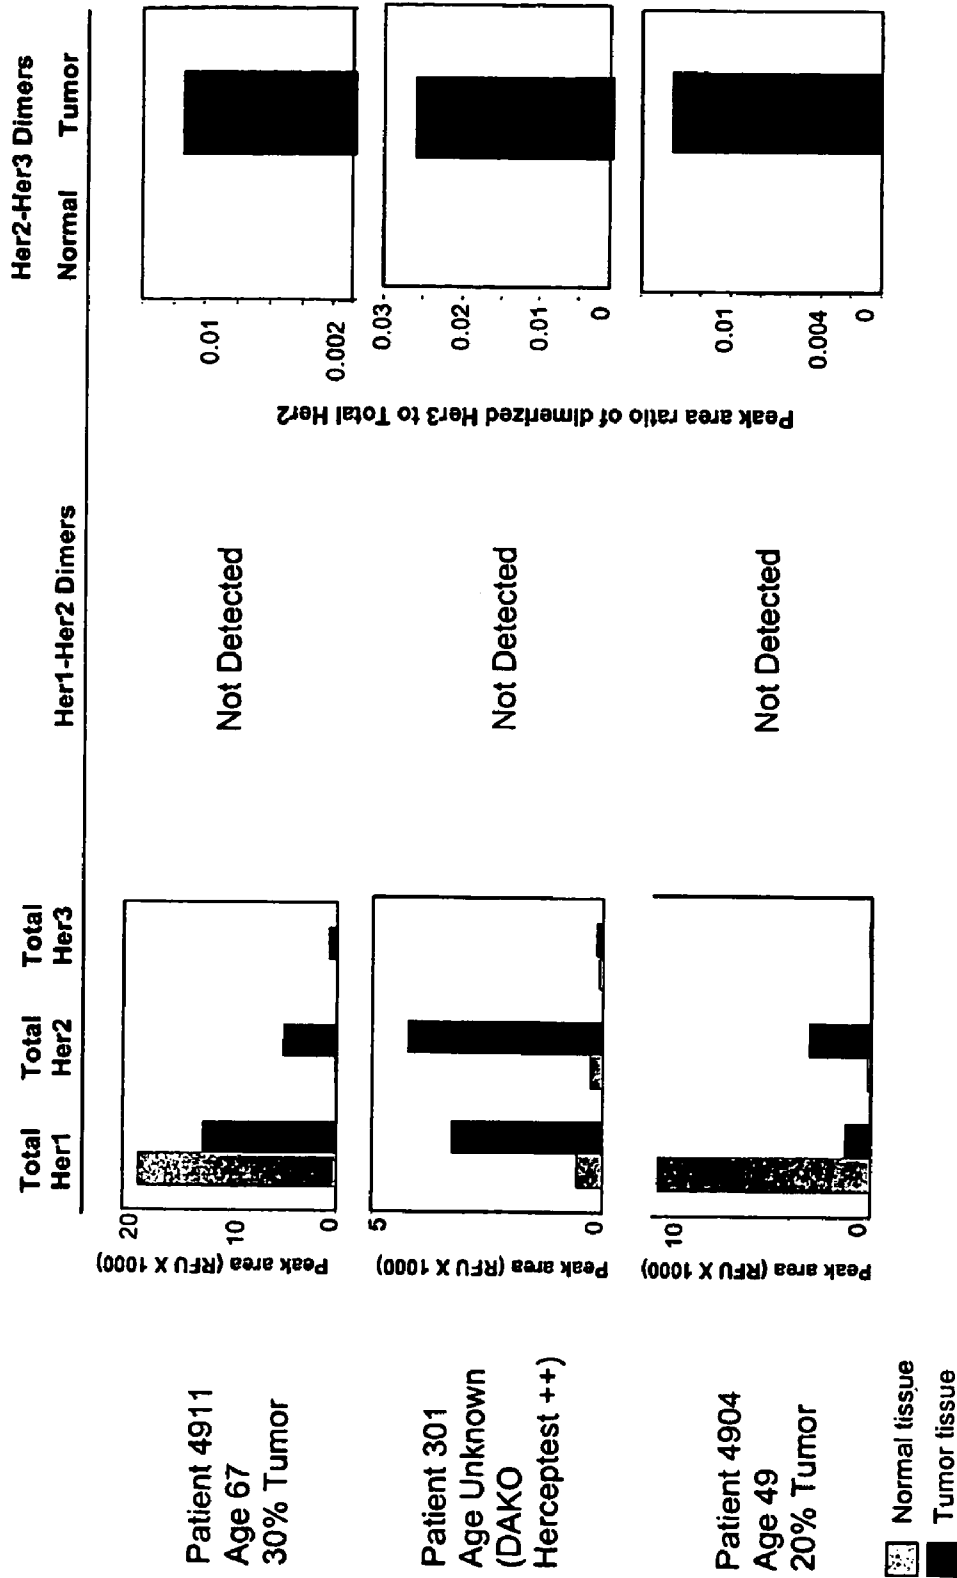 Total Her1
Total Her2
Total Her3
Her1-Her2 Dimers
Her2-Her3 Dimers
Normal Tumor
Patient 4911
Age 67
30% Tumor
Peak area (RFU X 1000)
20
10
0
Not Detected
0.01
0.002
Patient 301
Age Unknown
(DAKO
Herceptest ++)
Peak area (RFU X 1000)
5
0
Not Detected
Peak area ratio of dimerized Her3 to Total Her2
0.03
0.02
0.01
0
Patient 4904
Age 49
20% Tumor
Peak area (RFU X 1000)
10
0
Not Detected
0.01
0.004
0
Normal tissue
Tumor tissue